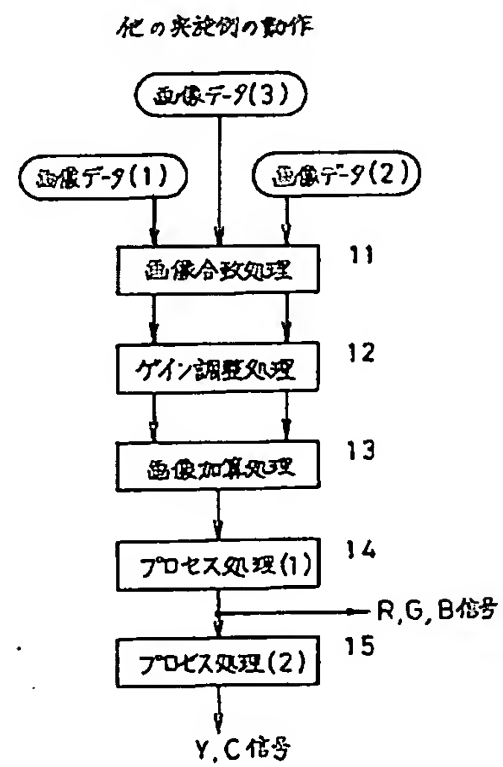 他の実施例の動作
画像データ(3)
画像データ(1)
画像データ(2)
画像合致処理
11
ゲイン調整処理
12
画像加算処理
13
プロセス処理(1)
14
R,G,B信号
プロセス処理(2)
15
Y,C信号